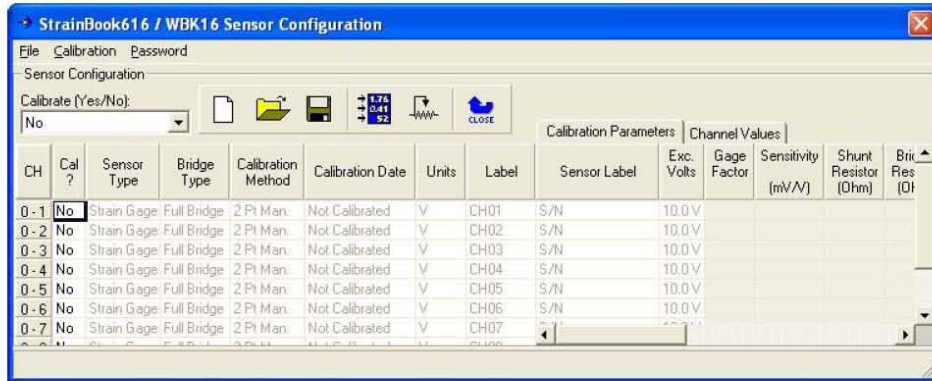 StrainBook616 / WBK16 Sensor Configuration
File Calibration Password
Sensor Configuration
Calibrate (Yes/No):
No
1.76
0.41
52
CLOSE
Calibration Parameters Channel Values
CH Cal ? Sensor Type Bridge Type Calibration Method Calibration Date Units Label Sensor Label Exc. Volts Gage Factor Sensitivity (mV/V) Shunt Resistor (Ohm)
0 - 1 No Strain Gage Full Bridge 2 Pt Man. Not Calibrated V CH01 S/N 10.0 V
0 - 2 No Strain Gage Full Bridge 2 Pt Man. Not Calibrated V CH02 S/N 10.0 V
0 - 3 No Strain Gage Full Bridge 2 Pt Man. Not Calibrated V CH03 S/N 10.0 V
0 - 4 No Strain Gage Full Bridge 2 Pt Man. Not Calibrated V CH04 S/N 10.0 V
0 - 5 No Strain Gage Full Bridge 2 Pt Man. Not Calibrated V CH05 S/N 10.0 V
0 - 6 No Strain Gage Full Bridge 2 Pt Man. Not Calibrated V CH06 S/N 10.0 V
0 - 7 No Strain Gage Full Bridge 2 Pt Man. Not Calibrated V CH07